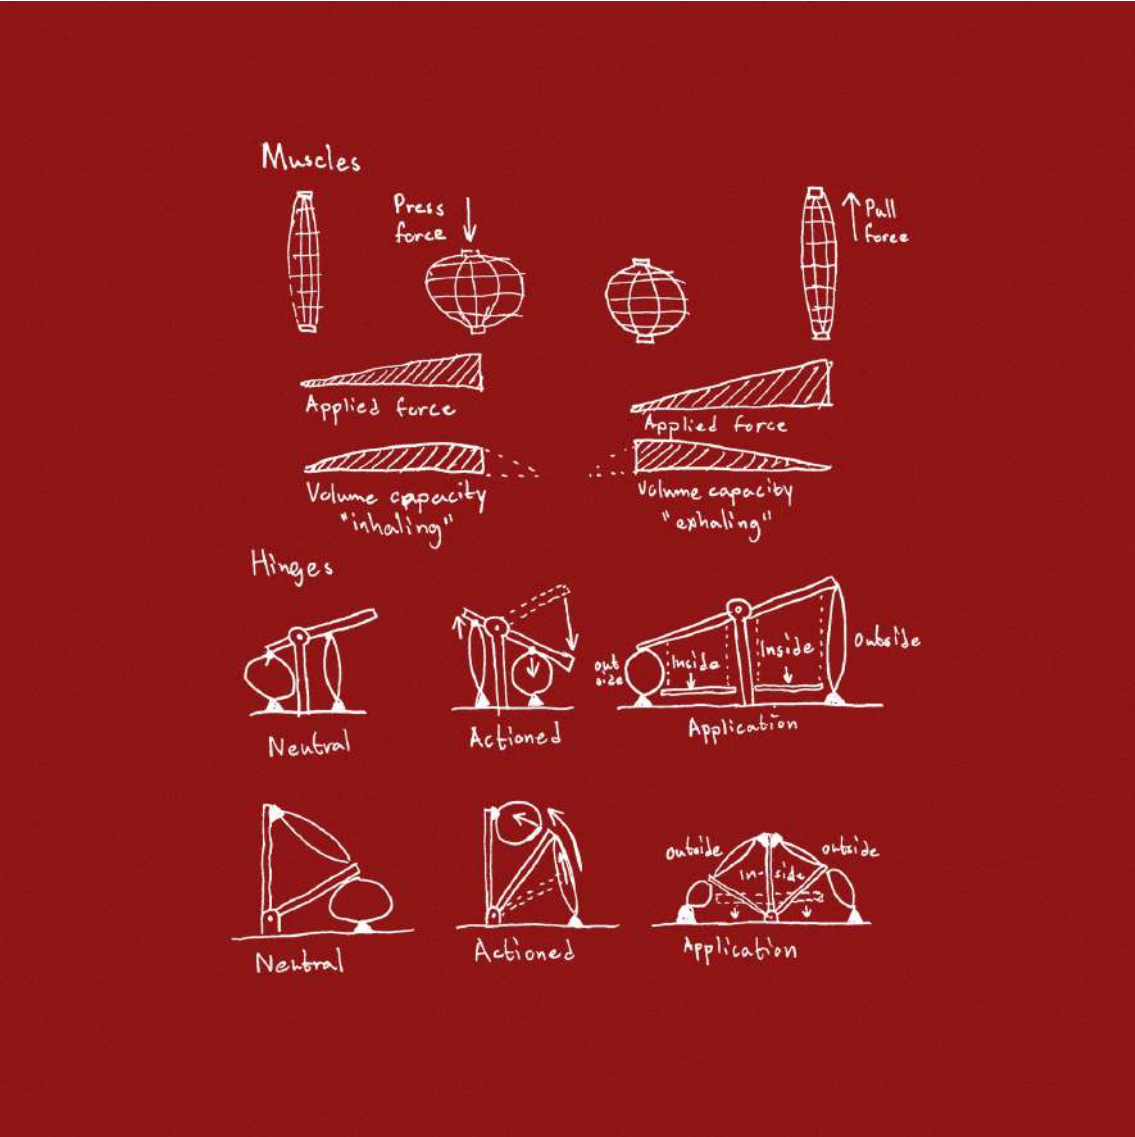 Muscles
Press
force
Pull
force
Applied force
Applied force
Volume capacity
"inhaling"
Volume capacity
"exhaling"
Hinges
out
side
Inside
Inside
outside
Neutral
Actioned
Application
outside
outside
In-side
Neutral
Actioned
Application